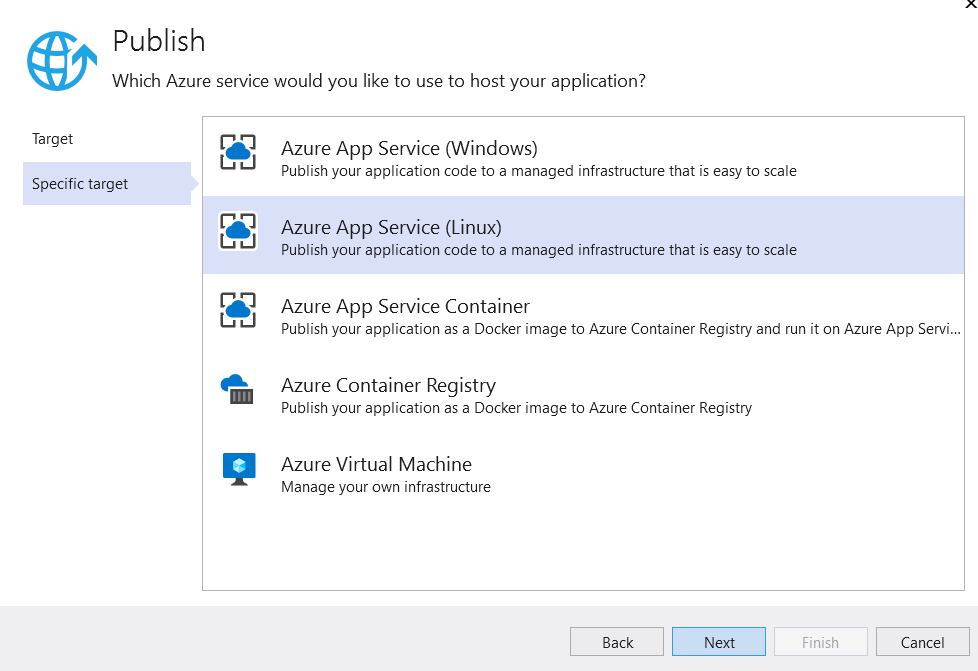 Publish
Which Azure service would you like to use to host your application?
Target
Specific target
Azure App Service (Windows)
Publish your application code to a managed infrastructure that is easy to scale
Azure App Service (Linux)
Publish your application code to a managed infrastructure that is easy to scale
Azure App Service Container
Publish your application as a Docker image to Azure Container Registry and run it on Azure App Servi...
Azure Container Registry
Publish your application as a Docker image to Azure Container Registry
Azure Virtual Machine
Manage your own infrastructure
Back
Next
Finish
Cancel